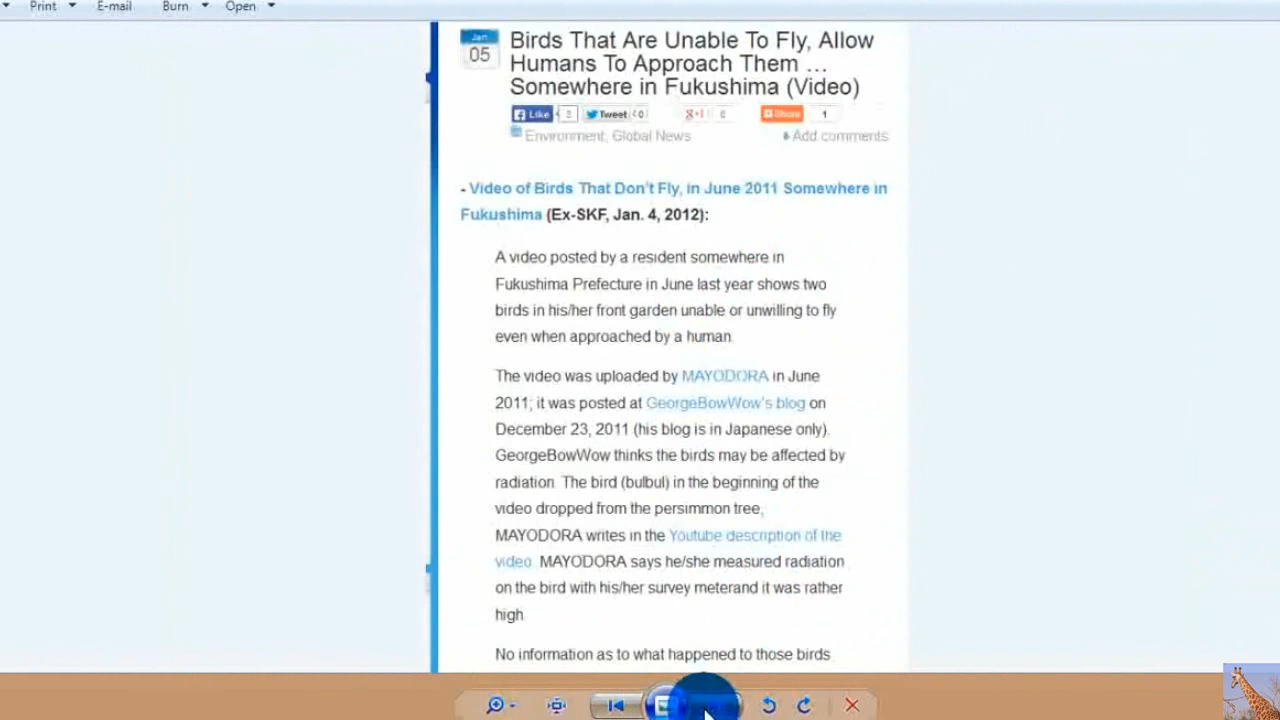 Print E-mail Burn Open
Jan
05
Birds That Are Unable To Fly, Allow
Humans To Approach Them ...
Somewhere in Fukushima (Video)
Like 3 Tweet 0 +1 6 Share 1
Environment, Global News Add comments
- Video of Birds That Don't Fly, in June 2011 Somewhere in
Fukushima (Ex-SKF, Jan. 4, 2012):
A video posted by a resident somewhere in
Fukushima Prefecture in June last year shows two
birds in his/her front garden unable or unwilling to fly
even when approached by a human.
The video was uploaded by MAYODORA in June
2011; it was posted at GeorgeBowWow's blog on
December 23, 2011 (his blog is in Japanese only).
GeorgeBowWow thinks the birds may be affected by
radiation. The bird (bulbul) in the beginning of the
video dropped from the persimmon tree,
MAYODORA writes in the Youtube description of the
video. MAYODORA says he/she measured radiation
on the bird with his/her survey meterand it was rather
high.
No information as to what happened to those birds